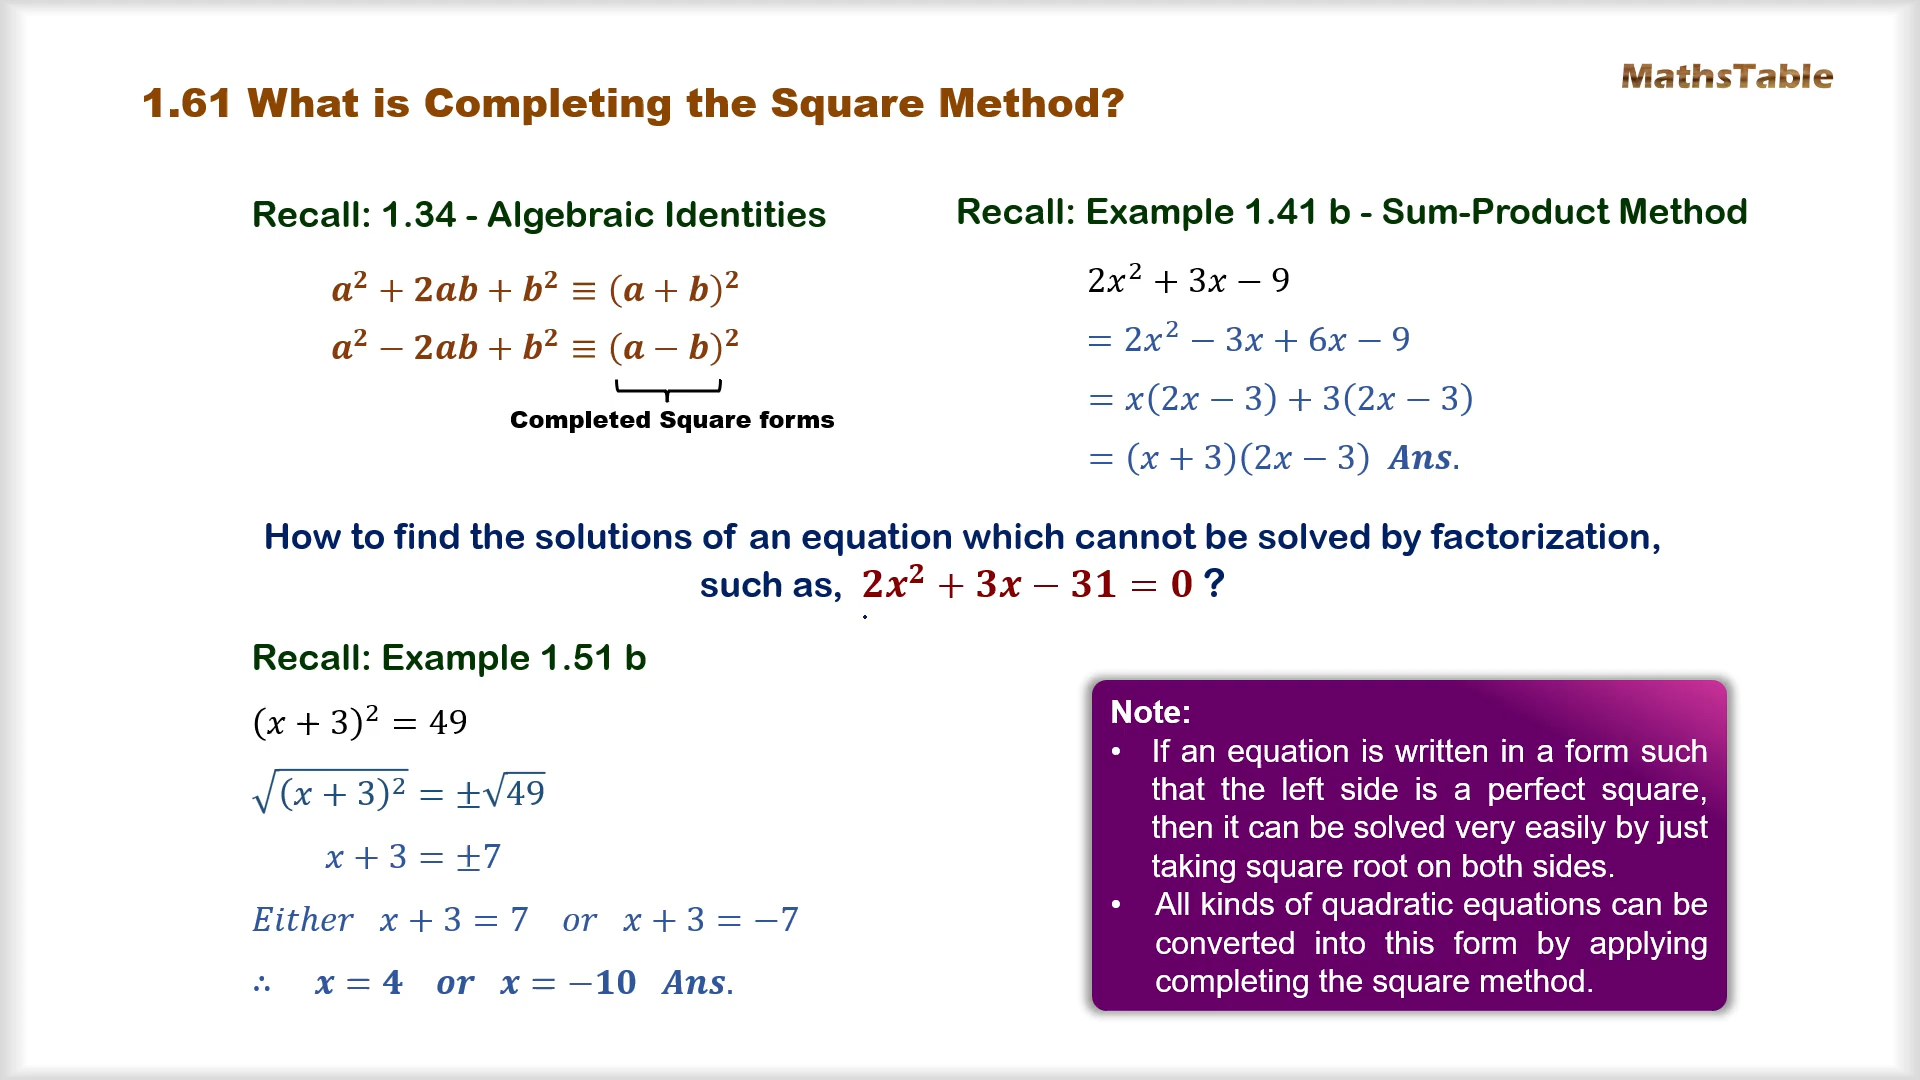 MathsTable
1.61 What is Completing the Square Method?
Recall: 1.34 - Algebraic Identities
a² + 2ab + b² ≡ (a + b)²
a² − 2ab + b² ≡ (a − b)²
Completed Square forms
Recall: Example 1.41 b - Sum-Product Method
2x² + 3x − 9
= 2x² − 3x + 6x − 9
= x(2x − 3) + 3(2x − 3)
= (x + 3)(2x − 3) Ans.
How to find the solutions of an equation which cannot be solved by factorization,
such as, 2x² + 3x − 31 = 0 ?
Recall: Example 1.51 b
(x + 3)² = 49
√(x + 3)² = ±√49
x + 3 = ±7
Either x + 3 = 7 or x + 3 = −7
∴ x = 4 or x = −10 Ans.
Note:
• If an equation is written in a form such
that the left side is a perfect square,
then it can be solved very easily by just
taking square root on both sides.
• All kinds of quadratic equations can be
converted into this form by applying
completing the square method.